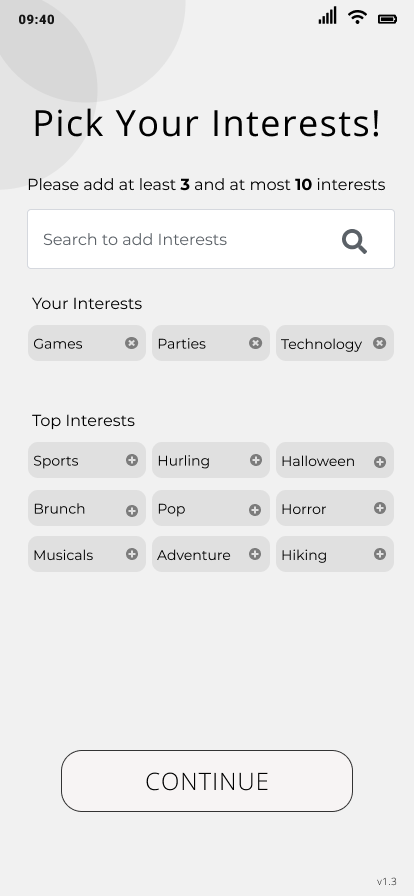 09:40
Pick Your Interests!
Please add at least 3 and at most 10 interests
Search to add Interests
Your Interests
Games Parties Technology
Top Interests
Sports Hurling Halloween
Brunch Pop Horror
Musicals Adventure Hiking
CONTINUE
v1.3